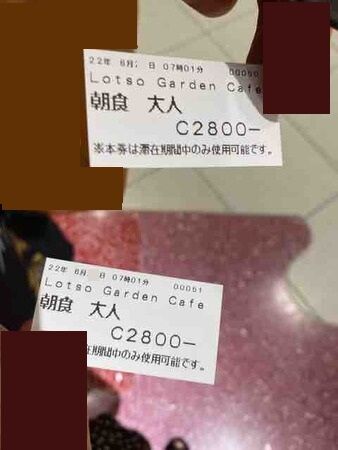 22年 6月 日 07時01分 00050
Lotso Garden Cafe
朝食 大人
C2800-
※本券は滞在期間中のみ使用可能です。
22年 6月 日 07時01分 00051
Lotso Garden Cafe
朝食 大人
C2800-
在期間中のみ使用可能です。